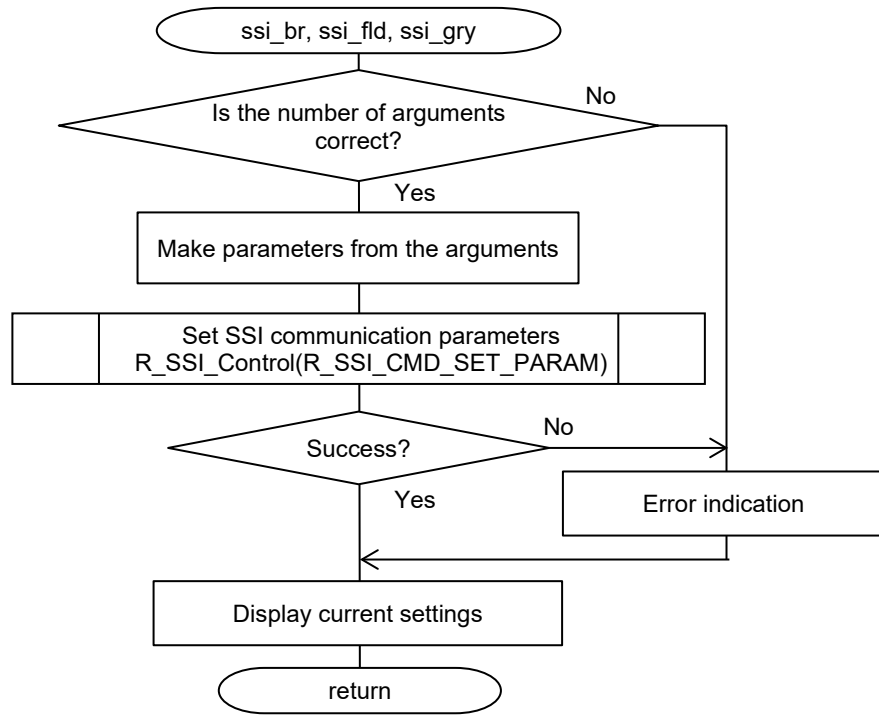 ssi_br, ssi_fld, ssi_gry
Is the number of arguments
correct?
No
Yes
Make parameters from the arguments
Set SSI communication parameters
R_SSI_Control(R_SSI_CMD_SET_PARAM)
Success?
No
Yes
Error indication
Display current settings
return